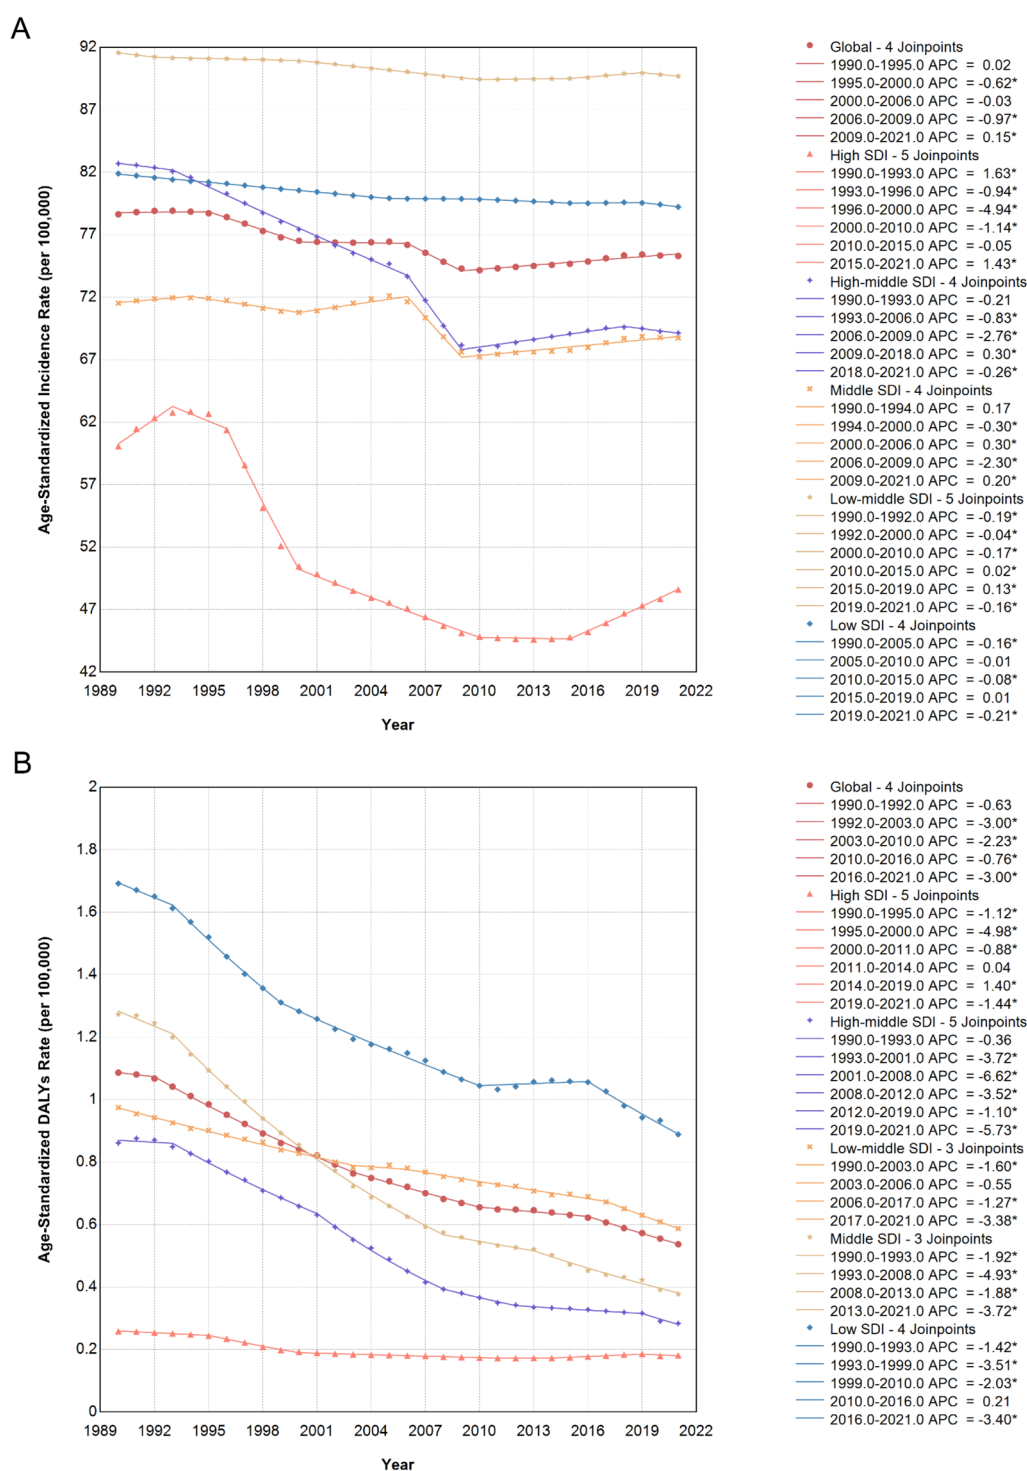 A
92
87
82
77
72
67
62
57
52
47
42
1989 1992 1995 1998 2001 2004 2007 2010 2013 2016 2019 2022
Year
Age-Standardized Incidence Rate (per 100,000)
Global - 4 Joinpoints
1990.0-1995.0 APC = 0.02
1995.0-2000.0 APC = -0.62*
2000.0-2006.0 APC = -0.03
2006.0-2009.0 APC = -0.97*
2009.0-2021.0 APC = 0.15*
High SDI - 5 Joinpoints
1990.0-1993.0 APC = 1.63*
1993.0-1996.0 APC = -0.94*
1996.0-2000.0 APC = -4.94*
2000.0-2010.0 APC = -1.14*
2010.0-2015.0 APC = -0.05
2015.0-2021.0 APC = 1.43*
High-middle SDI - 4 Joinpoints
1990.0-1993.0 APC = -0.21
1993.0-2006.0 APC = -0.83*
2006.0-2009.0 APC = -2.76*
2009.0-2018.0 APC = 0.30*
2018.0-2021.0 APC = -0.26*
Middle SDI - 4 Joinpoints
1990.0-1994.0 APC = 0.17
1994.0-2000.0 APC = -0.30*
2000.0-2006.0 APC = 0.30*
2006.0-2009.0 APC = -2.30*
2009.0-2021.0 APC = 0.20*
Low-middle SDI - 5 Joinpoints
1990.0-1992.0 APC = -0.19*
1992.0-2000.0 APC = -0.04*
2000.0-2010.0 APC = -0.17*
2010.0-2015.0 APC = 0.02*
2015.0-2019.0 APC = 0.13*
2019.0-2021.0 APC = -0.16*
Low SDI - 4 Joinpoints
1990.0-2005.0 APC = -0.16*
2005.0-2010.0 APC = -0.01
2010.0-2015.0 APC = -0.08*
2015.0-2019.0 APC = 0.01
2019.0-2021.0 APC = -0.21*
B
2
1.8
1.6
1.4
1.2
1
0.8
0.6
0.4
0.2
0
1989 1992 1995 1998 2001 2004 2007 2010 2013 2016 2019 2022
Year
Age-Standardized DALYs Rate (per 100,000)
Global - 4 Joinpoints
1990.0-1992.0 APC = -0.63
1992.0-2003.0 APC = -3.00*
2003.0-2010.0 APC = -2.23*
2010.0-2016.0 APC = -0.76*
2016.0-2021.0 APC = -3.00*
High SDI - 5 Joinpoints
1990.0-1995.0 APC = -1.12*
1995.0-2000.0 APC = -4.98*
2000.0-2011.0 APC = -0.88*
2011.0-2014.0 APC = 0.04
2014.0-2019.0 APC = 1.40*
2019.0-2021.0 APC = -1.44*
High-middle SDI - 5 Joinpoints
1990.0-1993.0 APC = -0.36
1993.0-2001.0 APC = -3.72*
2001.0-2008.0 APC = -6.62*
2008.0-2012.0 APC = -3.52*
2012.0-2019.0 APC = -1.10*
2019.0-2021.0 APC = -5.73*
Low-middle SDI - 3 Joinpoints
1990.0-2003.0 APC = -1.60*
2003.0-2006.0 APC = -0.55
2006.0-2017.0 APC = -1.27*
2017.0-2021.0 APC = -3.38*
Middle SDI - 3 Joinpoints
1990.0-1993.0 APC = -1.92*
1993.0-2008.0 APC = -4.93*
2008.0-2013.0 APC = -1.88*
2013.0-2021.0 APC = -3.72*
Low SDI - 4 Joinpoints
1990.0-1993.0 APC = -1.42*
1993.0-1999.0 APC = -3.51*
1999.0-2010.0 APC = -2.03*
2010.0-2016.0 APC = 0.21
2016.0-2021.0 APC = -3.40*